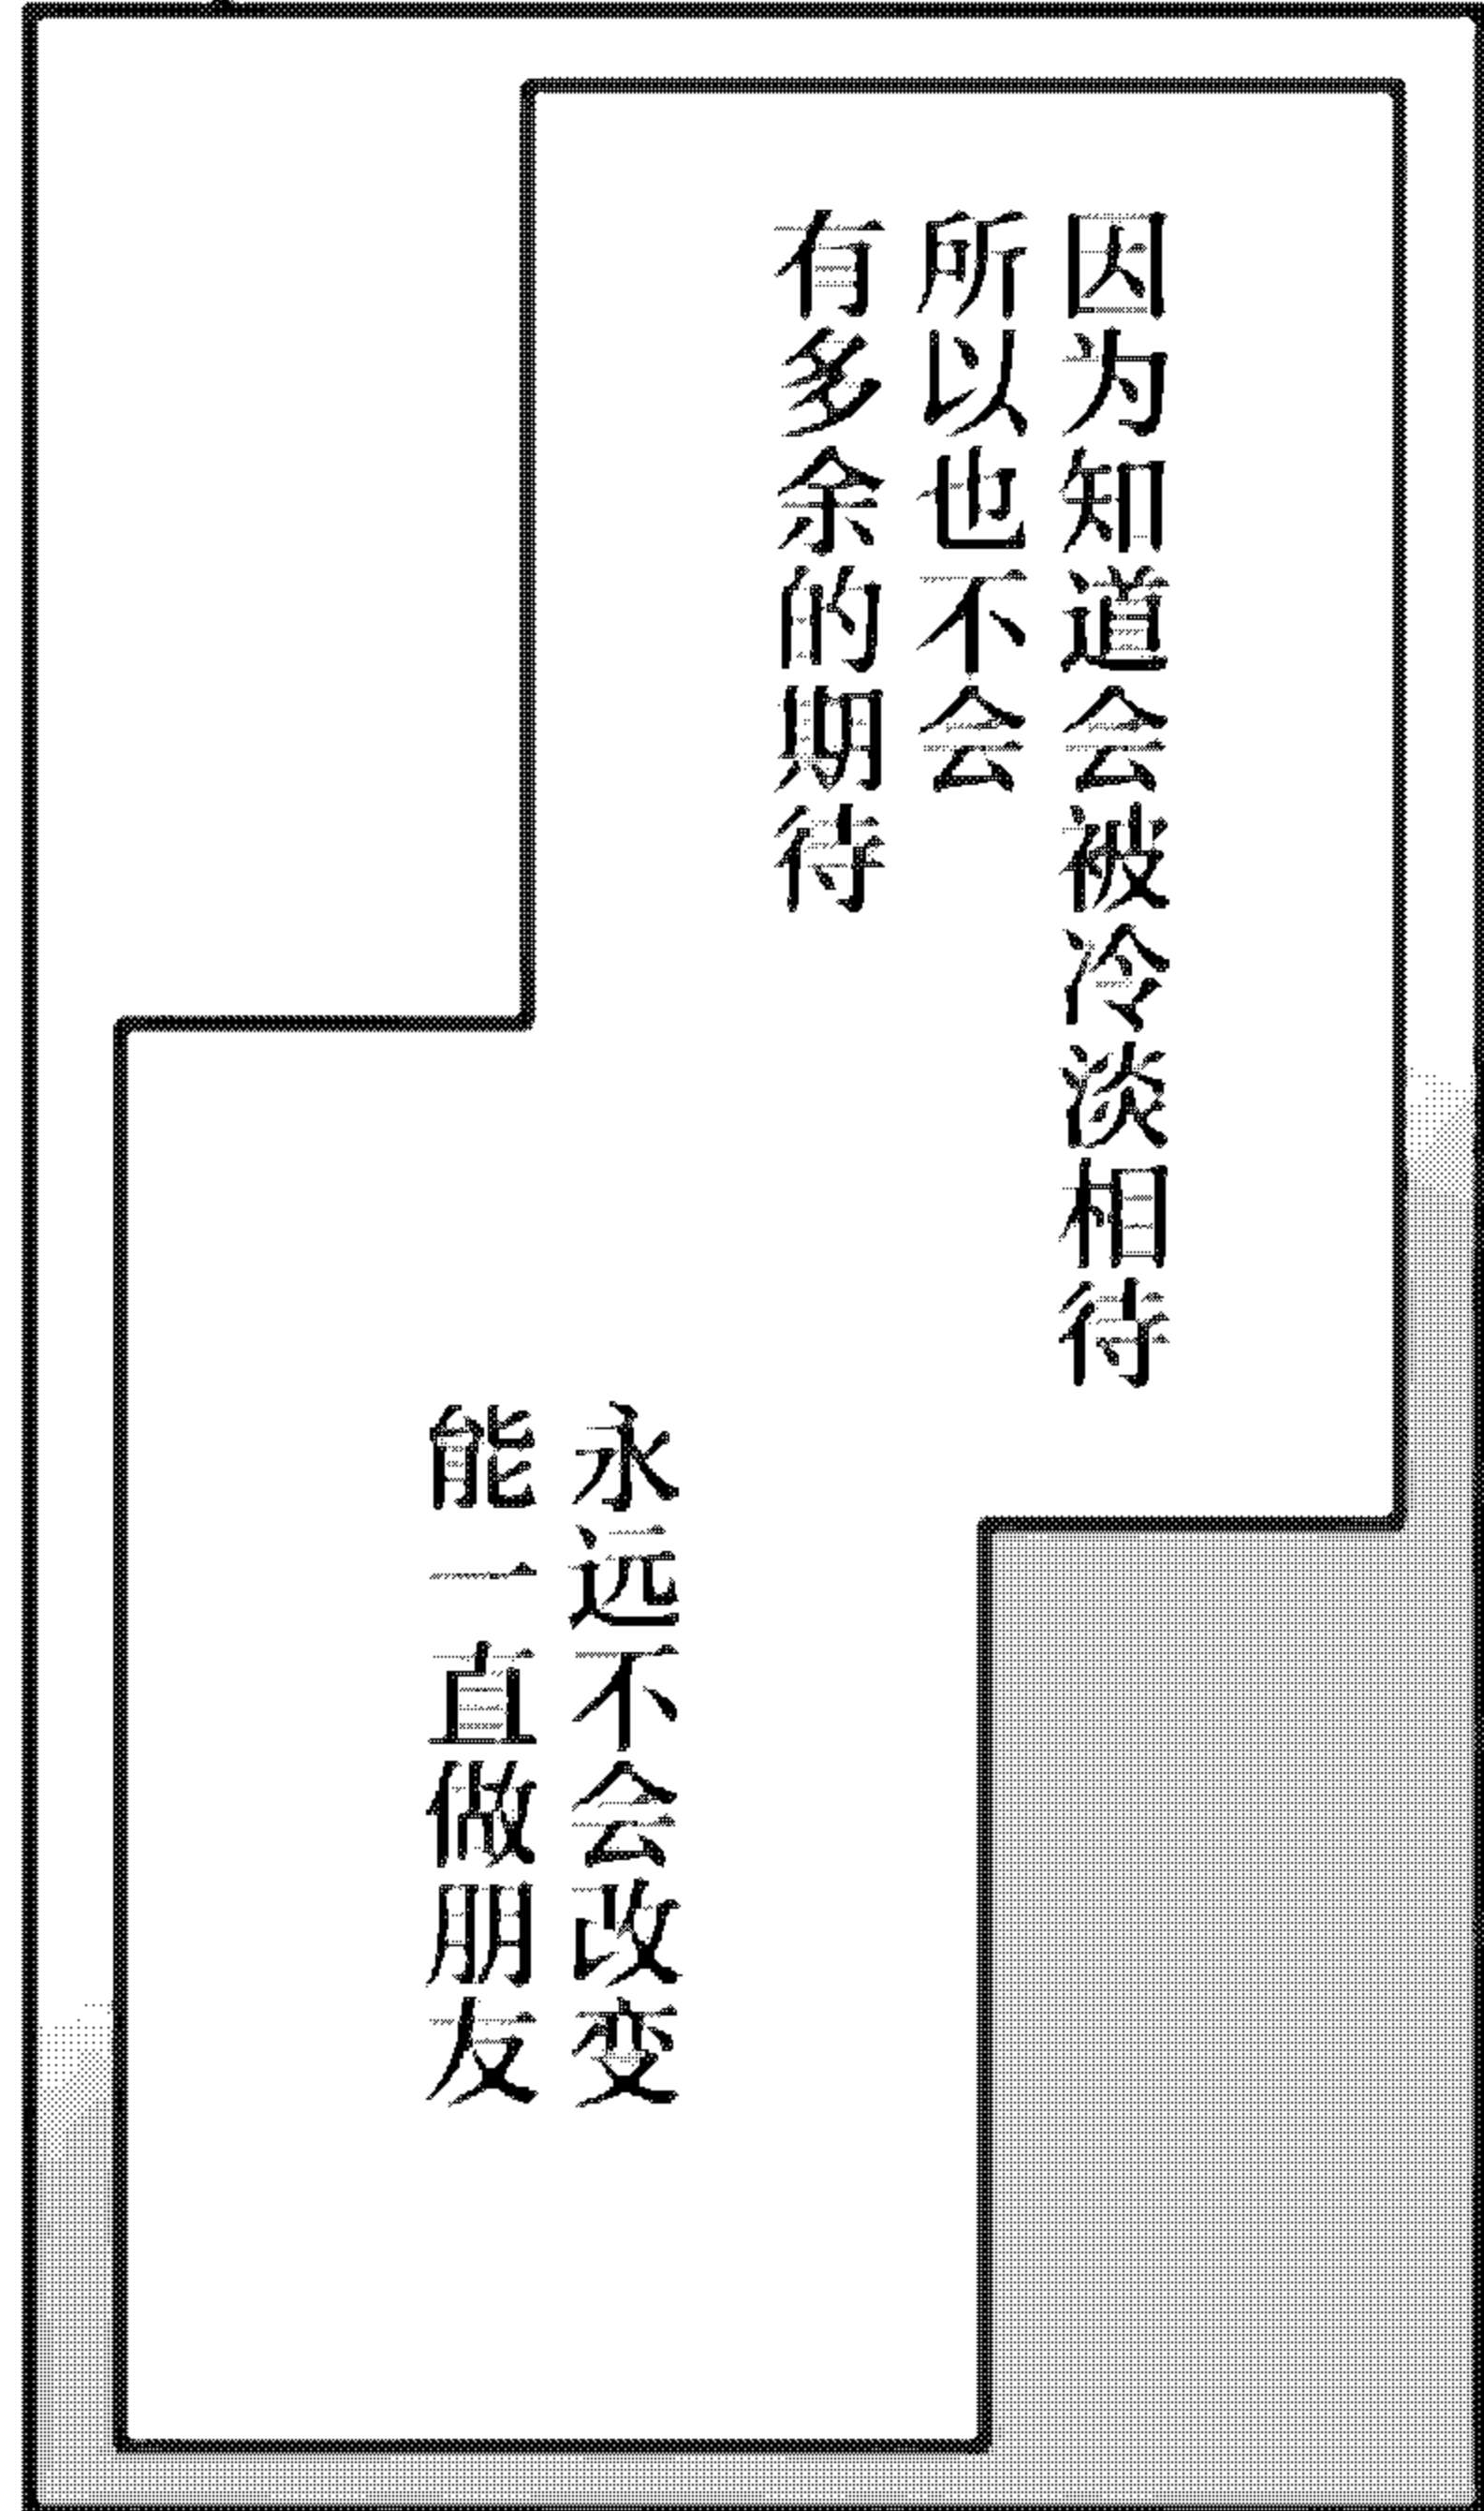 因为知道会被冷淡相待
所以也不会
有多余的期待
永远不会改变
能一直做朋友